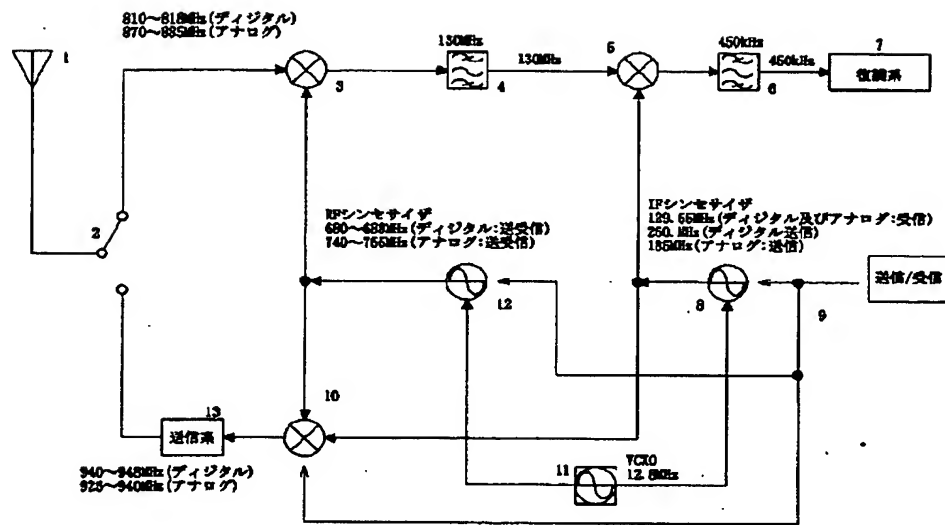 810~818MHz(ディジタル)
870~885MHz(アナログ)
1
2
3
130MHz
4
130MHz
5
450kHz
6
450kHz
7
復調系
RFシンセサイザ
680~688MHz(ディジタル:送受信)
740~755MHz(アナログ:送受信)
12
IFシンセサイザ
129.55MHz(ディジタル及びアナログ:受信)
260.MHz(ディジタル送信)
185MHz(アナログ:送信)
8
9
送信/受信
10
13
送信系
940~948MHz(ディジタル)
925~940MHz(アナログ)
11
VCXO
12.8MHz